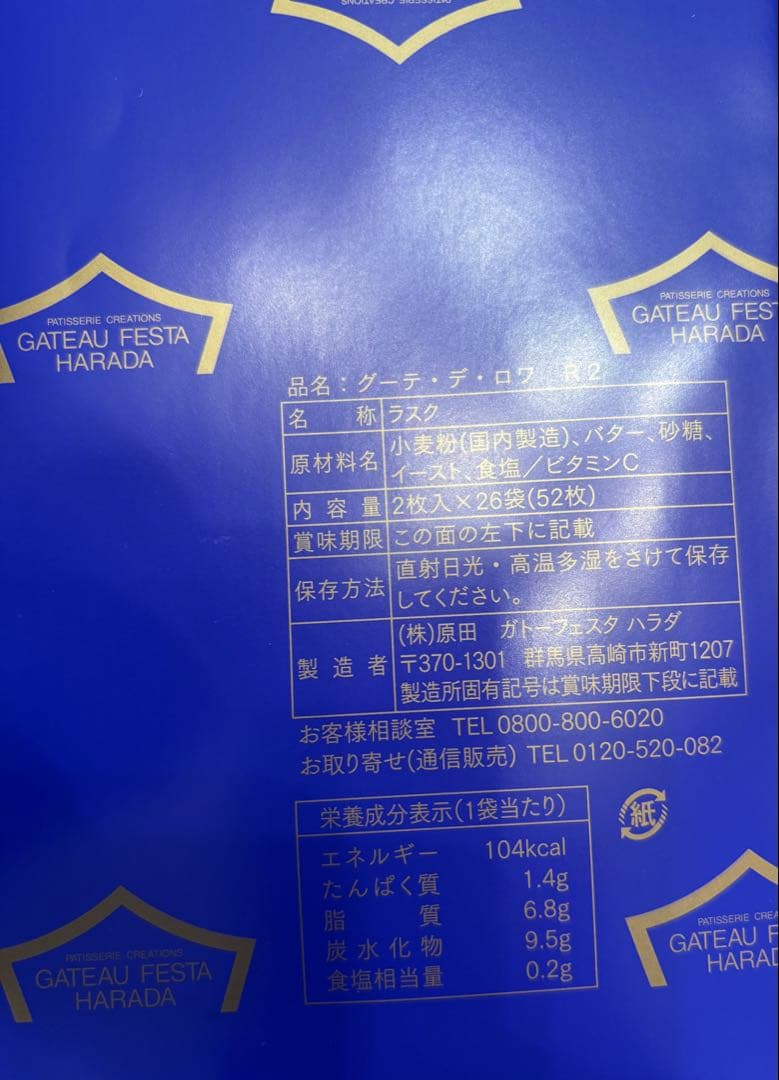 PATISSERIE CREATIONS
PATISSERIE CREATIONS
GATEAU FESTA
HARADA
PATISSERIE CREATIONS
GATEAU FES
HARADA
品名：グーテ・デ・ロワ R2
名称 ラスク
原材料名 小麦粉(国内製造)、バター、砂糖、
イースト、食塩／ビタミンC
内容量 2枚入×26袋(52枚)
賞味期限 この面の左下に記載
保存方法 直射日光・高温多湿をさけて保存
してください。
製造者 (株)原田 ガトーフェスタ ハラダ
〒370-1301 群馬県高崎市新町1207
製造所固有記号は賞味期限下段に記載
お客様相談室 TEL 0800-800-6020
お取り寄せ(通信販売) TEL 0120-520-082
栄養成分表示(1袋当たり)
エネルギー 104kcal
たんぱく質 1.4g
脂質 6.8g
炭水化物 9.5g
食塩相当量 0.2g
紙
PATISSERIE CREATIONS
GATEAU FESTA
HARADA
PATISSERIE CREA
GATEAU F
HARAD